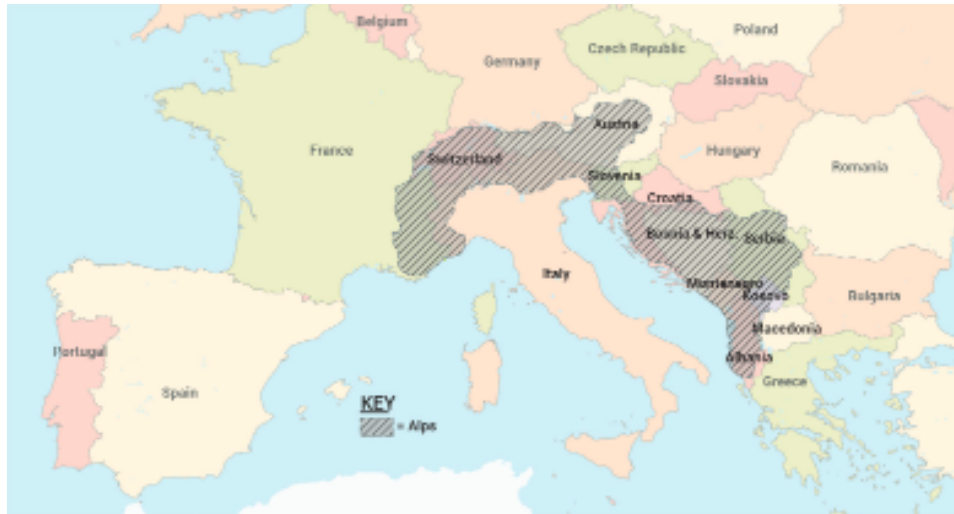 Belgium
Poland
Germany
Czech Republic
Slovakia
Austria
France
Switzerland
Hungary
Romania
Slovenia
Croatia
Bosnia & Herz.
Serbia
Italy
Montenegro
Kosovo
Bulgaria
Macedonia
Portugal
Albania
Spain
Greece
KEY
= Alps